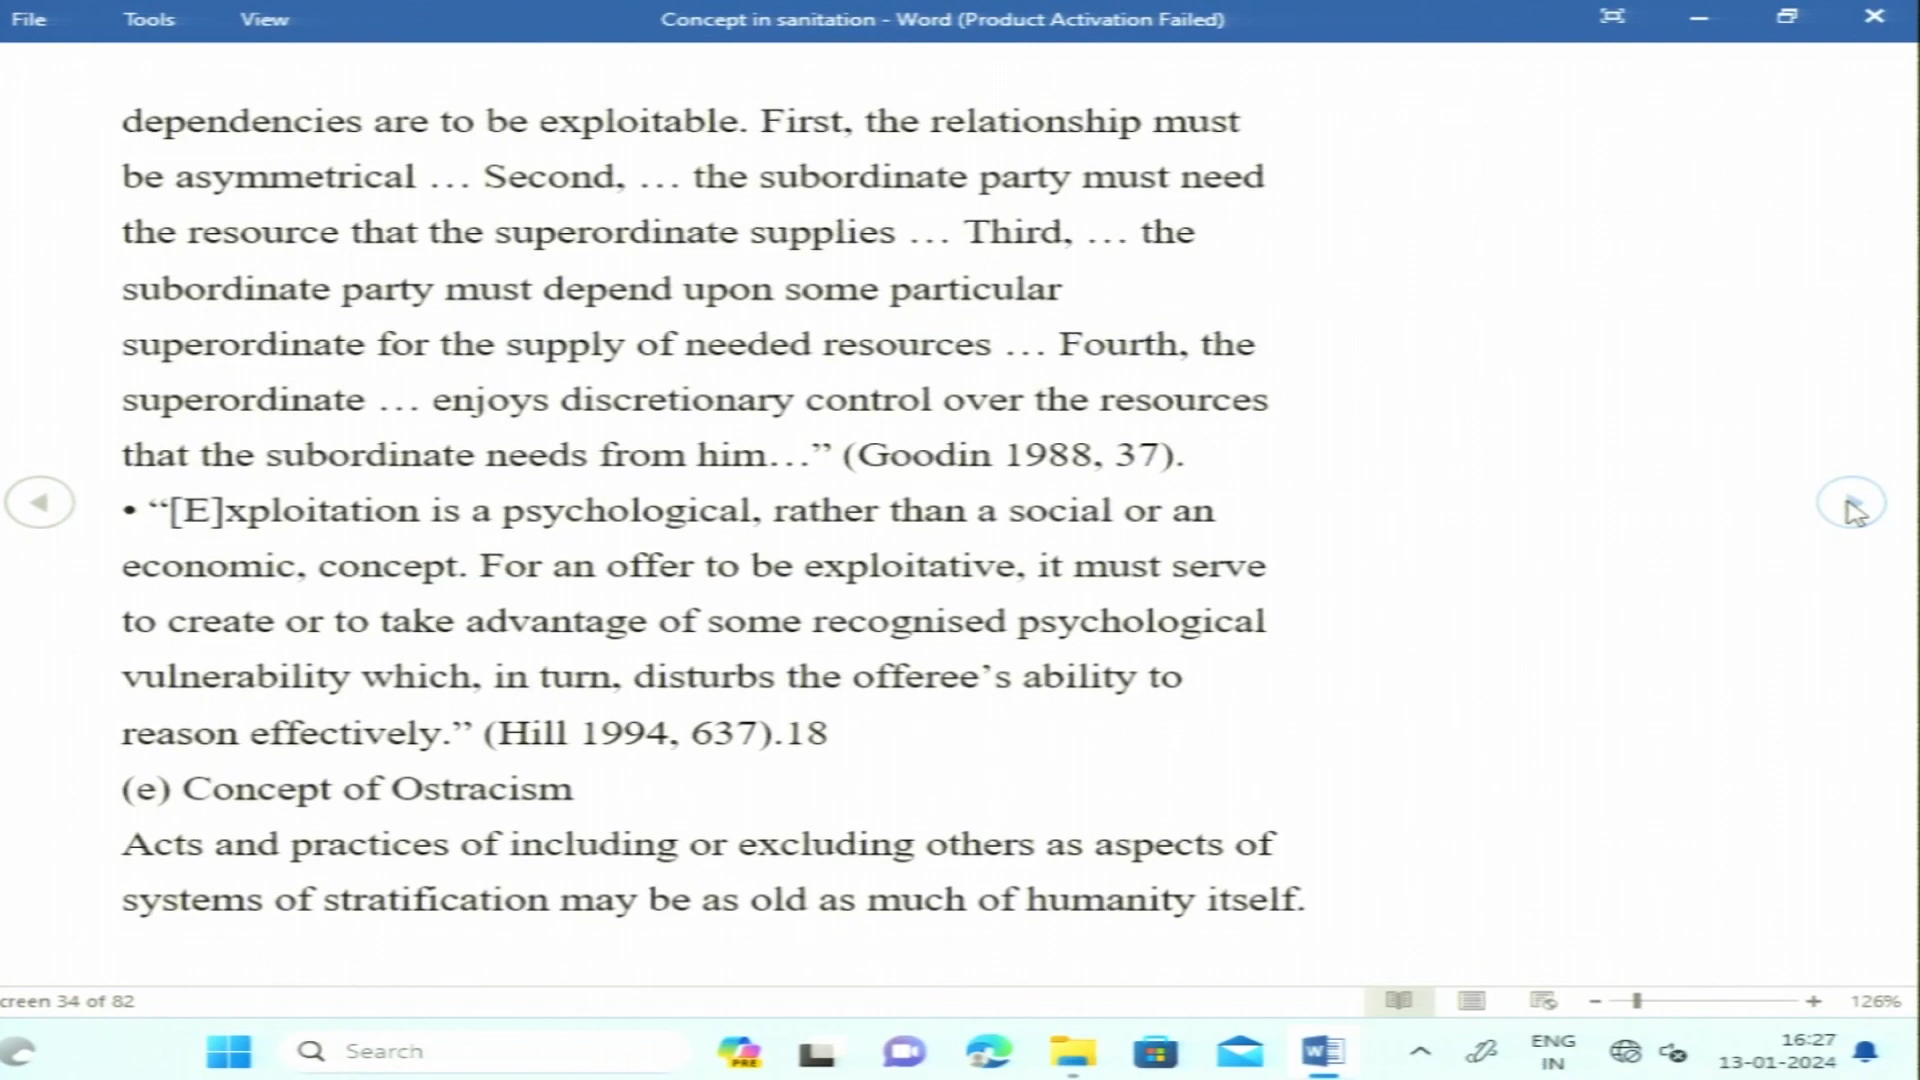 File Tools View Concept in sanitation - Word (Product Activation Failed)
dependencies are to be exploitable. First, the relationship must
be asymmetrical … Second, … the subordinate party must need
the resource that the superordinate supplies … Third, … the
subordinate party must depend upon some particular
superordinate for the supply of needed resources … Fourth, the
superordinate … enjoys discretionary control over the resources
that the subordinate needs from him…” (Goodin 1988, 37).
• “[E]xploitation is a psychological, rather than a social or an
economic, concept. For an offer to be exploitative, it must serve
to create or to take advantage of some recognised psychological
vulnerability which, in turn, disturbs the offeree’s ability to
reason effectively.” (Hill 1994, 637).18
(e) Concept of Ostracism
Acts and practices of including or excluding others as aspects of
systems of stratification may be as old as much of humanity itself.
creen 34 of 82 126%
Search PRE W ENG 16:27
IN 13-01-2024